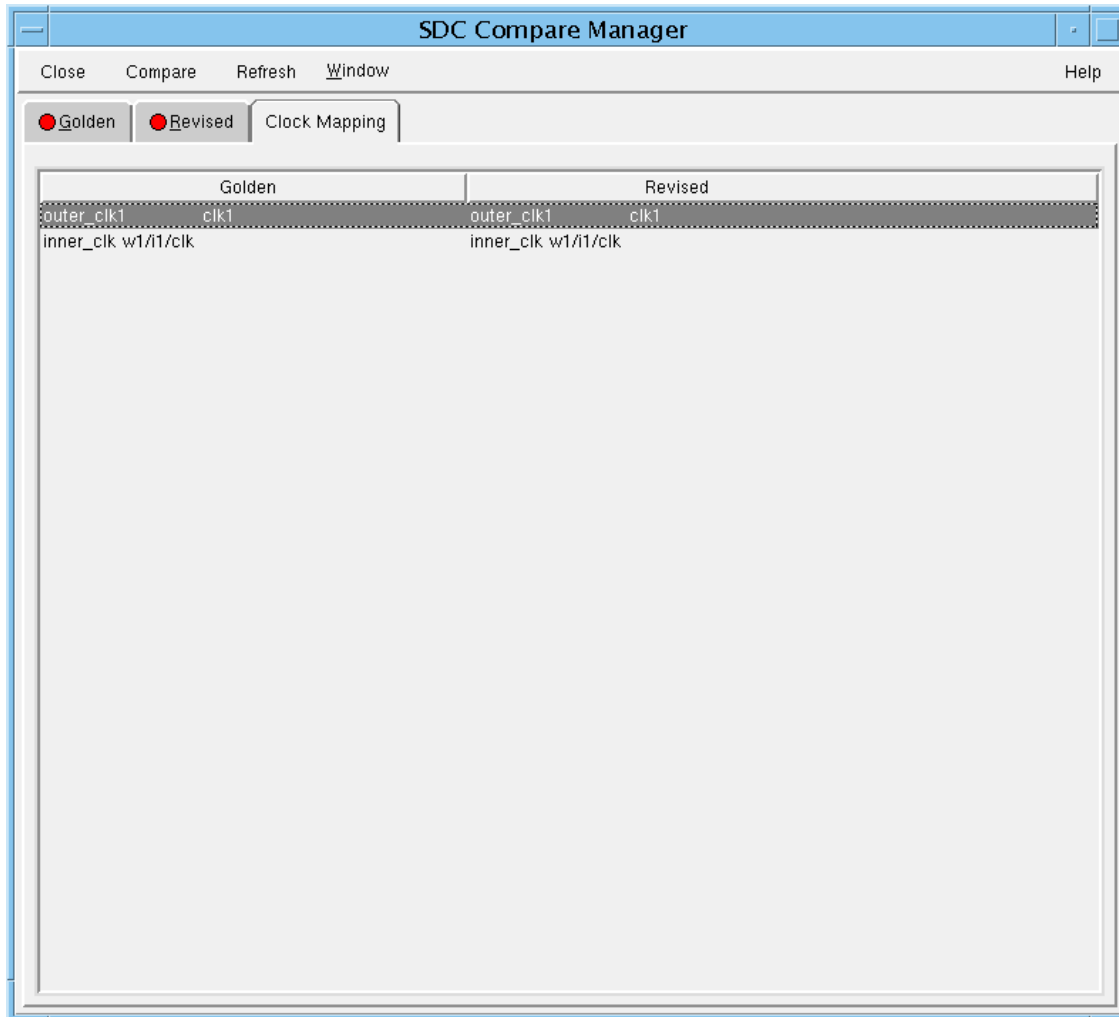 SDC Compare Manager
Close Compare Refresh Window Help
Golden Revised Clock Mapping
Golden Revised
outer_clk1 clk1 outer_clk1 clk1
inner_clk w1/i1/clk inner_clk w1/i1/clk